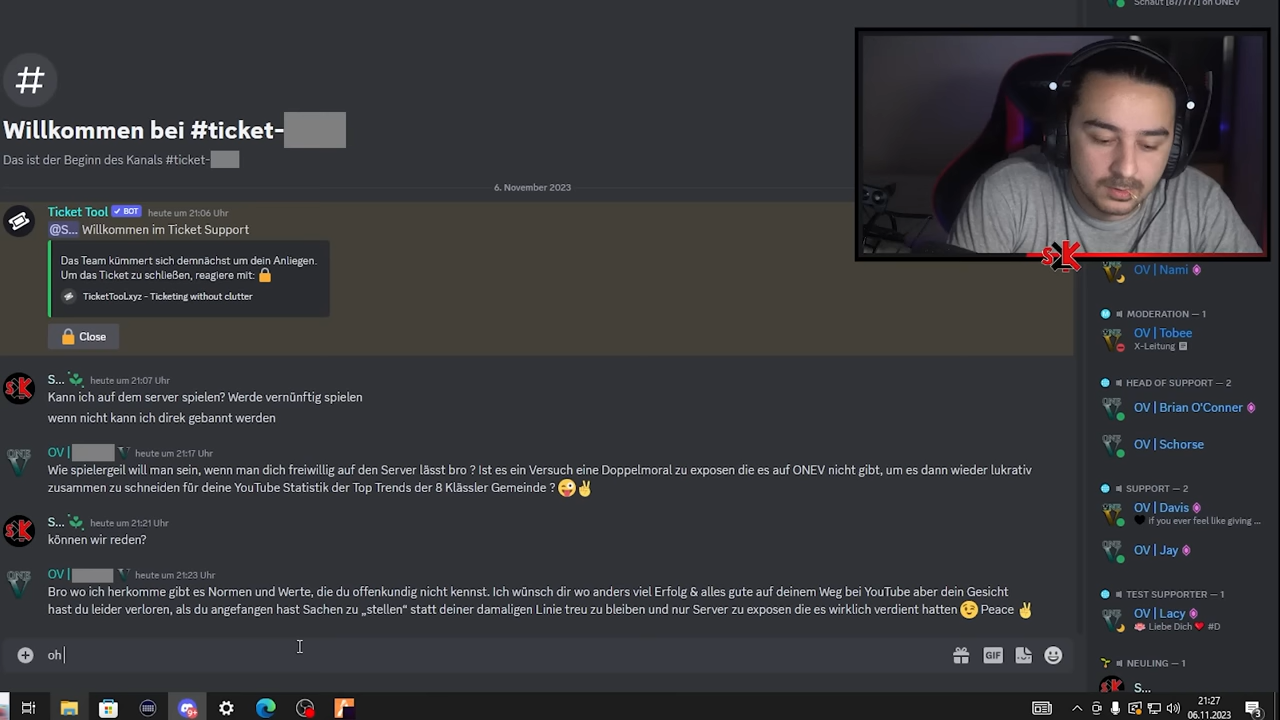 Schaut [87/777] on ONEV
Willkommen bei #ticket-
Das ist der Beginn des Kanals #ticket-
6. November 2023
Ticket Tool ✓ BOT heute um 21:06 Uhr
@S... Willkommen im Ticket Support
Das Team kümmert sich demnächst um dein Anliegen.
Um das Ticket zu schließen, reagiere mit: 🔒
TicketTool.xyz - Ticketing without clutter
🔒 Close
S... heute um 21:07 Uhr
Kann ich auf dem server spielen? Werde vernünftig spielen
wenn nicht kann ich direk gebannt werden
OV | heute um 21:17 Uhr
Wie spielergeil will man sein, wenn man dich freiwillig auf den Server lässt bro ? Ist es ein Versuch eine Doppelmoral zu exposen die es auf ONEV nicht gibt, um es dann wieder lukrativ
zusammen zu schneiden für deine YouTube Statistik der Top Trends der 8 Klässler Gemeinde ? 😜✌
S... heute um 21:21 Uhr
können wir reden?
OV | heute um 21:23 Uhr
Bro wo ich herkomme gibt es Normen und Werte, die du offenkundig nicht kennst. Ich wünsch dir wo anders viel Erfolg & alles gute auf deinem Weg bei YouTube aber dein Gesicht
hast du leider verloren, als du angefangen hast Sachen zu „stellen“ statt deiner damaligen Linie treu zu bleiben und nur Server zu exposen die es wirklich verdient hatten 😉 Peace ✌
oh
GIF
SK
OV | Nami
MODERATION — 1
OV | Tobee
X-Leitung
HEAD OF SUPPORT — 2
OV | Brian O'Conner
OV | Schorse
SUPPORT — 2
OV | Davis
🖤 if you ever feel like giving ...
OV | Jay
TEST SUPPORTER — 1
OV | Lacy
Liebe Dich ❤ #D
NEULING — 1
S...
9+
21:27
06.11.2023
3